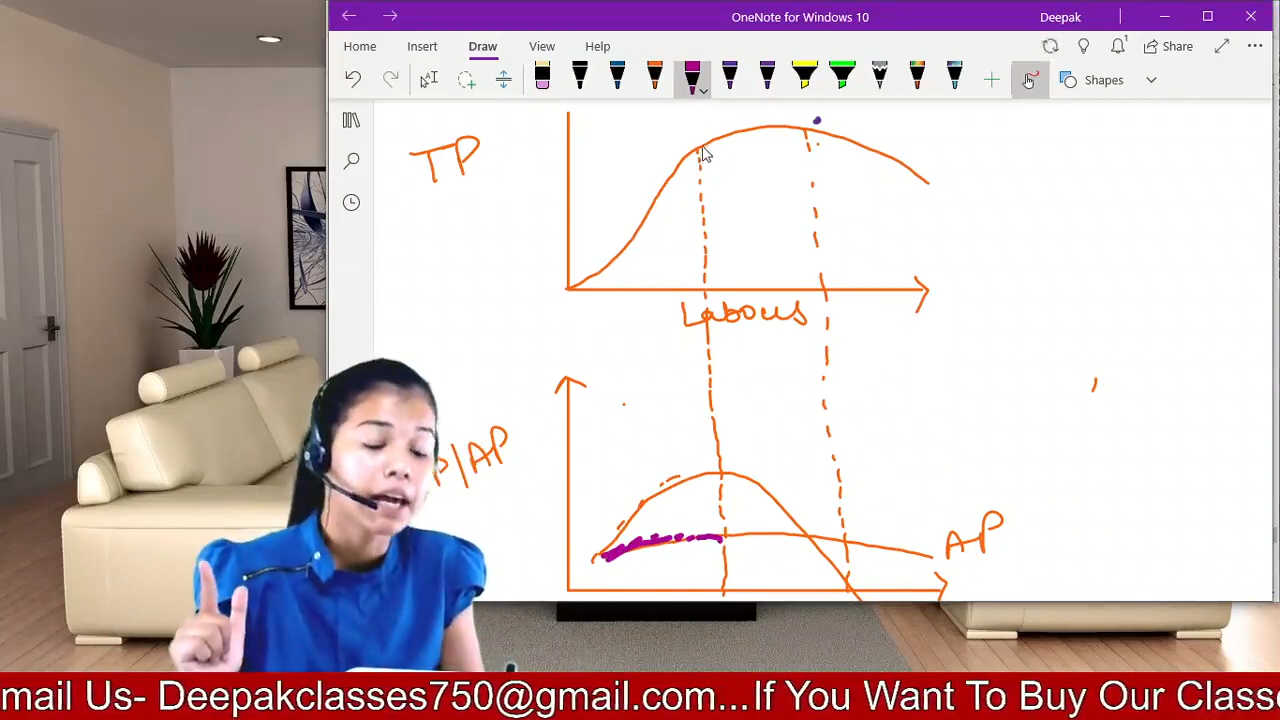 OneNote for Windows 10
Deepak
Home Insert Draw View Help
Share
Shapes
TP
Labour
P/AP
AP
mail Us- Deepakclasses750@gmail.com...If You Want To Buy Our Class